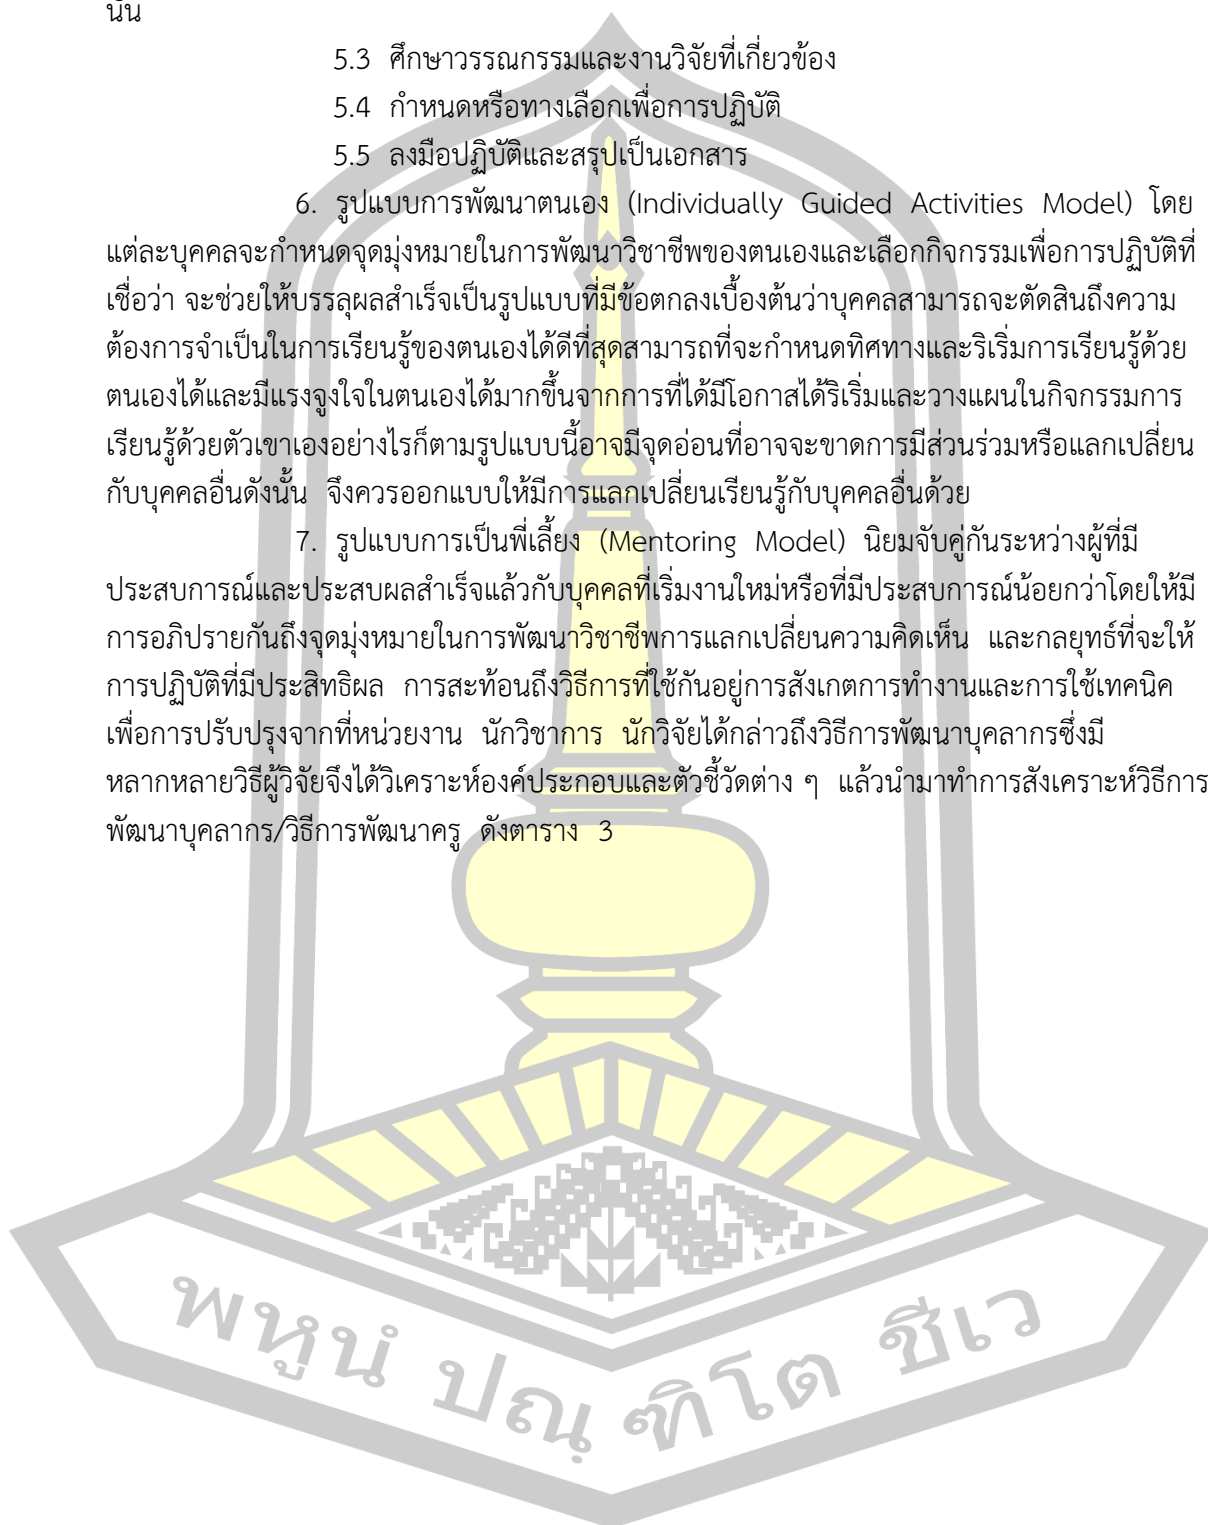 นั้น
5.3 ศึกษาวรรณกรรมและงานวิจัยที่เกี่ยวข้อง
5.4 กำหนดหรือทางเลือกเพื่อการปฏิบัติ
5.5 ลงมือปฏิบัติและสรุปเป็นเอกสาร
6. รูปแบบการพัฒนาตนเอง (Individually Guided Activities Model) โดย
แต่ละบุคคลจะกำหนดจุดมุ่งหมายในการพัฒนาวิชาชีพของตนเองและเลือกกิจกรรมเพื่อการปฏิบัติที่
เชื่อว่า จะช่วยให้บรรลุผลสำเร็จเป็นรูปแบบที่มีข้อตกลงเบื้องต้นว่าบุคคลสามารถจะตัดสินถึงความ
ต้องการจำเป็นในการเรียนรู้ของตนเองได้ดีที่สุดสามารถที่จะกำหนดทิศทางและริเริ่มการเรียนรู้ด้วย
ตนเองได้และมีแรงจูงใจในตนเองได้มากขึ้นจากการที่ได้มีโอกาสได้ริเริ่มและวางแผนในกิจกรรมการ
เรียนรู้ด้วยตัวเขาเองอย่างไรก็ตามรูปแบบนี้อาจมีจุดอ่อนที่อาจจะขาดการมีส่วนร่วมหรือแลกเปลี่ยน
กับบุคคลอื่นดังนั้น จึงควรออกแบบให้มีการแลกเปลี่ยนเรียนรู้กับบุคคลอื่นด้วย
7. รูปแบบการเป็นพี่เลี้ยง (Mentoring Model) นิยมจับคู่กันระหว่างผู้ที่มี
ประสบการณ์และประสบผลสำเร็จแล้วกับบุคคลที่เริ่มงานใหม่หรือที่มีประสบการณ์น้อยกว่าโดยให้มี
การอภิปรายกันถึงจุดมุ่งหมายในการพัฒนาวิชาชีพการแลกเปลี่ยนความคิดเห็น และกลยุทธ์ที่จะให้
การปฏิบัติที่มีประสิทธิผล การสะท้อนถึงวิธีการที่ใช้กันอยู่การสังเกตการทำงานและการใช้เทคนิค
เพื่อการปรับปรุงจากที่หน่วยงาน นักวิชาการ นักวิจัยได้กล่าวถึงวิธีการพัฒนาบุคลากรซึ่งมี
หลากหลายวิธีผู้วิจัยจึงได้วิเคราะห์องค์ประกอบและตัวชี้วัดต่าง ๆ แล้วนำมาทำการสังเคราะห์วิธีการ
พัฒนาบุคลากร/วิธีการพัฒนาครู ดังตาราง 3
พหูนํ ปณฺฑิโต ชีเว